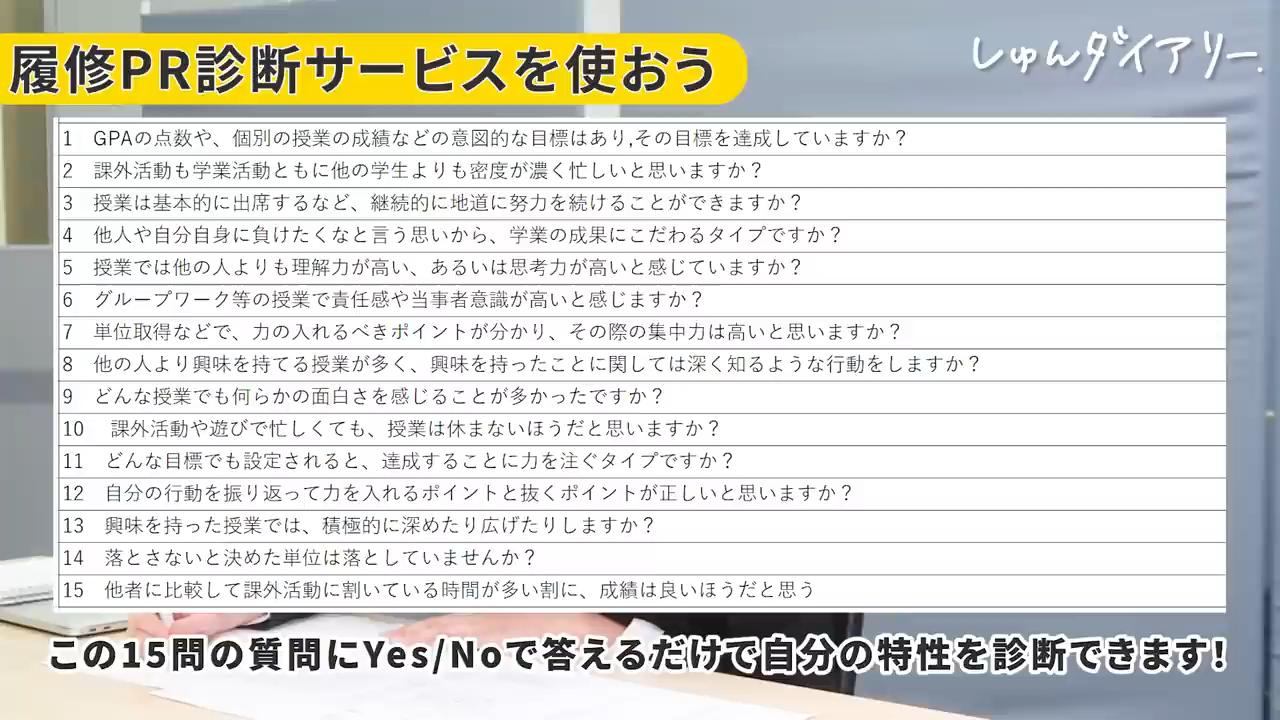 履修PR診断サービスを使おう
しゅんダイアリー.
1 GPAの点数や、個別の授業の成績などの意図的な目標はあり,その目標を達成していますか？
2 課外活動も学業活動ともに他の学生よりも密度が濃く忙しいと思いますか？
3 授業は基本的に出席するなど、継続的に地道に努力を続けることができますか？
4 他人や自分自身に負けたくなと言う思いから、学業の成果にこだわるタイプですか？
5 授業では他の人よりも理解力が高い、あるいは思考力が高いと感じていますか？
6 グループワーク等の授業で責任感や当事者意識が高いと感じますか？
7 単位取得などで、力の入れるべきポイントが分かり、その際の集中力は高いと思いますか？
8 他の人より興味を持てる授業が多く、興味を持ったことに関しては深く知るような行動をしますか？
9 どんな授業でも何らかの面白さを感じることが多かったですか？
10 課外活動や遊びで忙しくても、授業は休まないほうだと思いますか？
11 どんな目標でも設定されると、達成することに力を注ぐタイプですか？
12 自分の行動を振り返って力を入れるポイントと抜くポイントが正しいと思いますか？
13 興味を持った授業では、積極的に深めたり広げたりしますか？
14 落とさないと決めた単位は落としていませんか？
15 他者に比較して課外活動に割いている時間が多い割に、成績は良いほうだと思う
この15問の質問にYes/Noで答えるだけで自分の特性を診断できます!